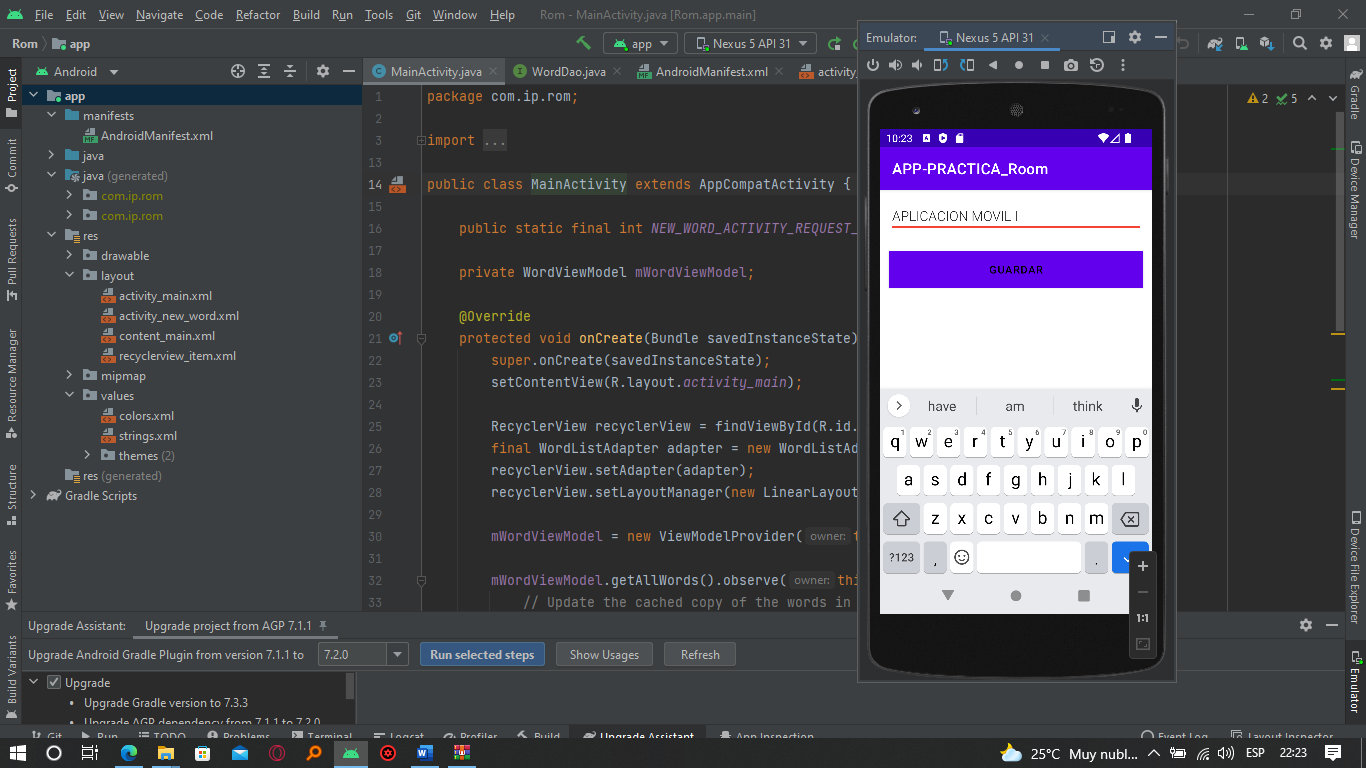 File Edit View Navigate Code Refactor Build Run Tools Git Window Help Rom - MainActivity.java [Rom.app.main]
Rom app
app Nexus 5 API 31
Emulator: Nexus 5 API 31
Android
MainActivity.java WordDao.java AndroidManifest.xml activity_
app
manifests
AndroidManifest.xml
java
java (generated)
com.ip.rom
com.ip.rom
res
drawable
layout
activity_main.xml
activity_new_word.xml
content_main.xml
recyclerview_item.xml
mipmap
values
colors.xml
strings.xml
themes (2)
res (generated)
Gradle Scripts
Project
Commit
Pull Requests
Resource Manager
Structure
Favorites
Build Variants
1 package com.ip.rom;
2
3 import ...
13
14 public class MainActivity extends AppCompatActivity {
15
16 public static final int NEW_WORD_ACTIVITY_REQUEST_
17
18 private WordViewModel mWordViewModel;
19
20 @Override
21 protected void onCreate(Bundle savedInstanceState)
22 super.onCreate(savedInstanceState);
23 setContentView(R.layout.activity_main);
24
25 RecyclerView recyclerView = findViewById(R.id.
26 final WordListAdapter adapter = new WordListAd
27 recyclerView.setAdapter(adapter);
28 recyclerView.setLayoutManager(new LinearLayout
29
30 mWordViewModel = new ViewModelProvider( owner: t
31
32 mWordViewModel.getAllWords().observe( owner: thi
33 // Update the cached copy of the words in
2 5
10:23
APP-PRACTICA_Room
APLICACION MOVIL I
GUARDAR
have am think
q1 w2 e3 r4 t5 y6 u7 i8 o9 p0
a s d f g h j k l
z x c v b n m
?123 , .
1:1
Gradle
Device Manager
Device File Explorer
Emulator
Upgrade Assistant: Upgrade project from AGP 7.1.1
Upgrade Android Gradle Plugin from version 7.1.1 to 7.2.0 Run selected steps Show Usages Refresh
Upgrade
• Upgrade Gradle version to 7.3.3
• Upgrade AGP dependency from 7.1.1 to 7.2.0
Git Run TODO Problems Terminal Logcat Profiler Build Upgrade Assistant App Inspection Event Log Layout Inspector
25°C Muy nubl... ESP 22:23